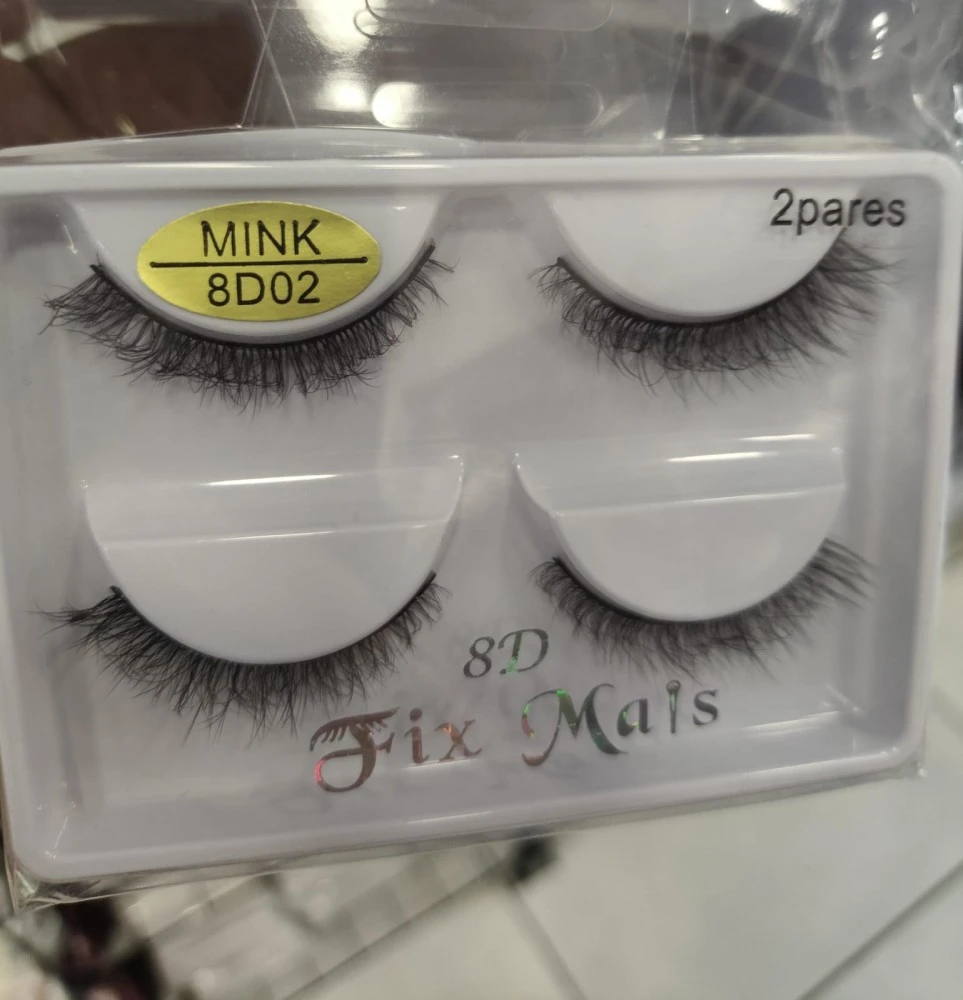 MINK
8D02
2pares
8D
Fix Mais